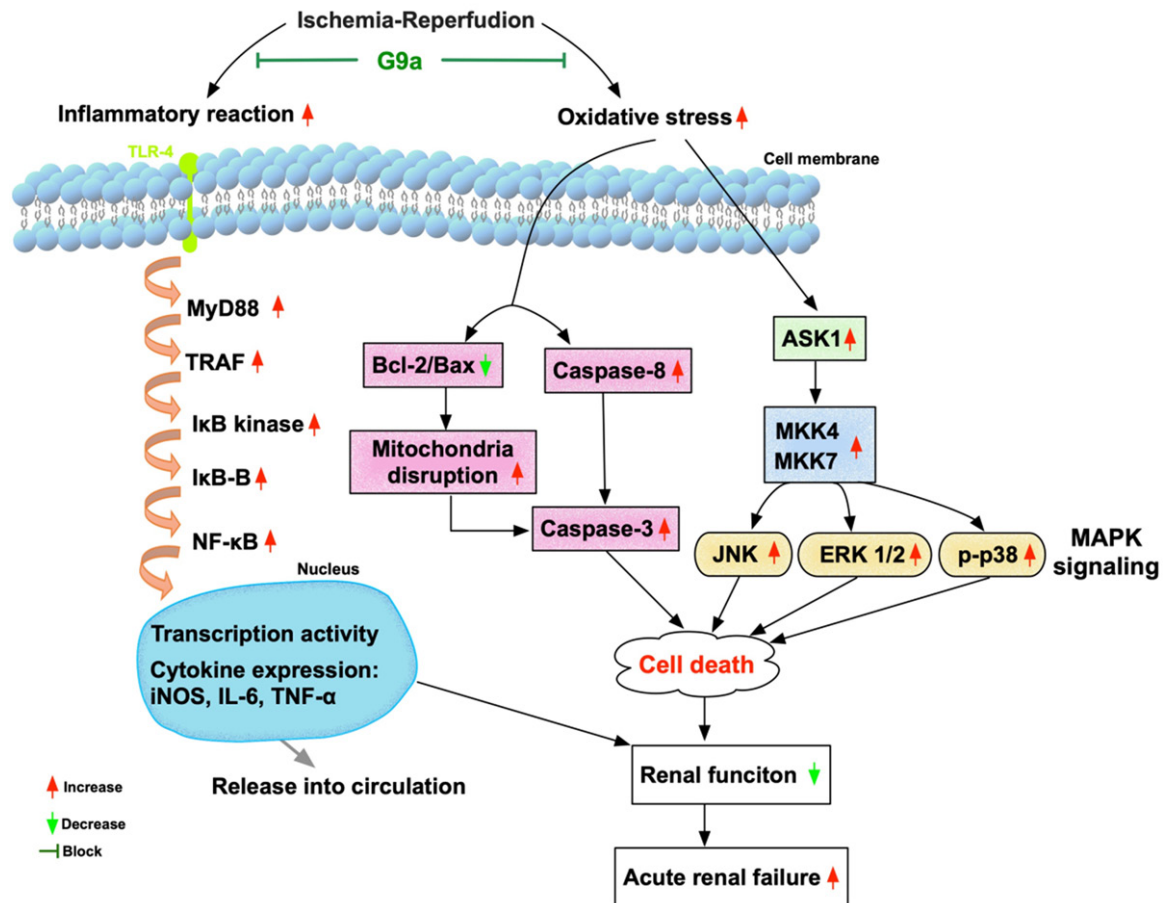 Ischemia-Reperfudion
G9a
Inflammatory reaction
Oxidative stress
TLR-4
Cell membrane
MyD88
TRAF
IκB kinase
IκB-B
NF-κB
Bcl-2/Bax
Caspase-8
Mitochondria
disruption
Caspase-3
ASK1
MKK4
MKK7
JNK
ERK 1/2
p-p38
MAPK
signaling
Nucleus
Transcription activity
Cytokine expression:
iNOS, IL-6, TNF-α
Cell death
Release into circulation
Renal funciton
Acute renal failure
Increase
Decrease
Block